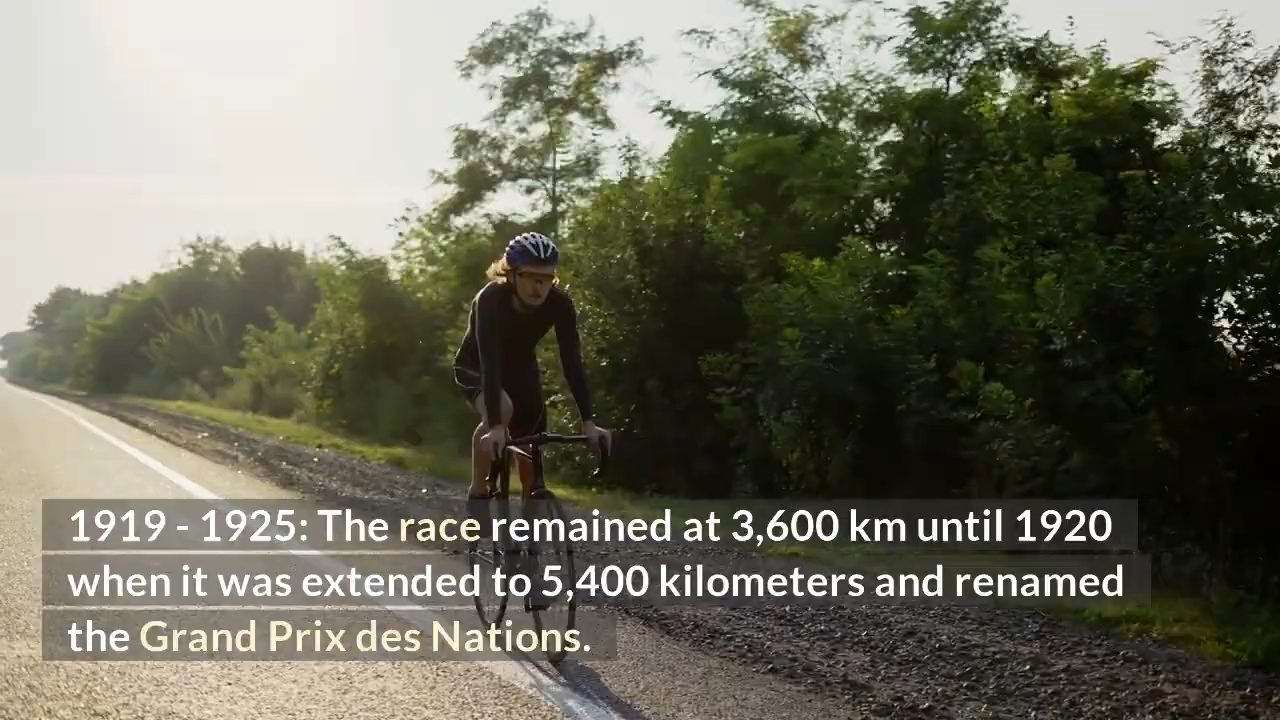 1919 - 1925: The race remained at 3,600 km until 1920
when it was extended to 5,400 kilometers and renamed
the Grand Prix des Nations.